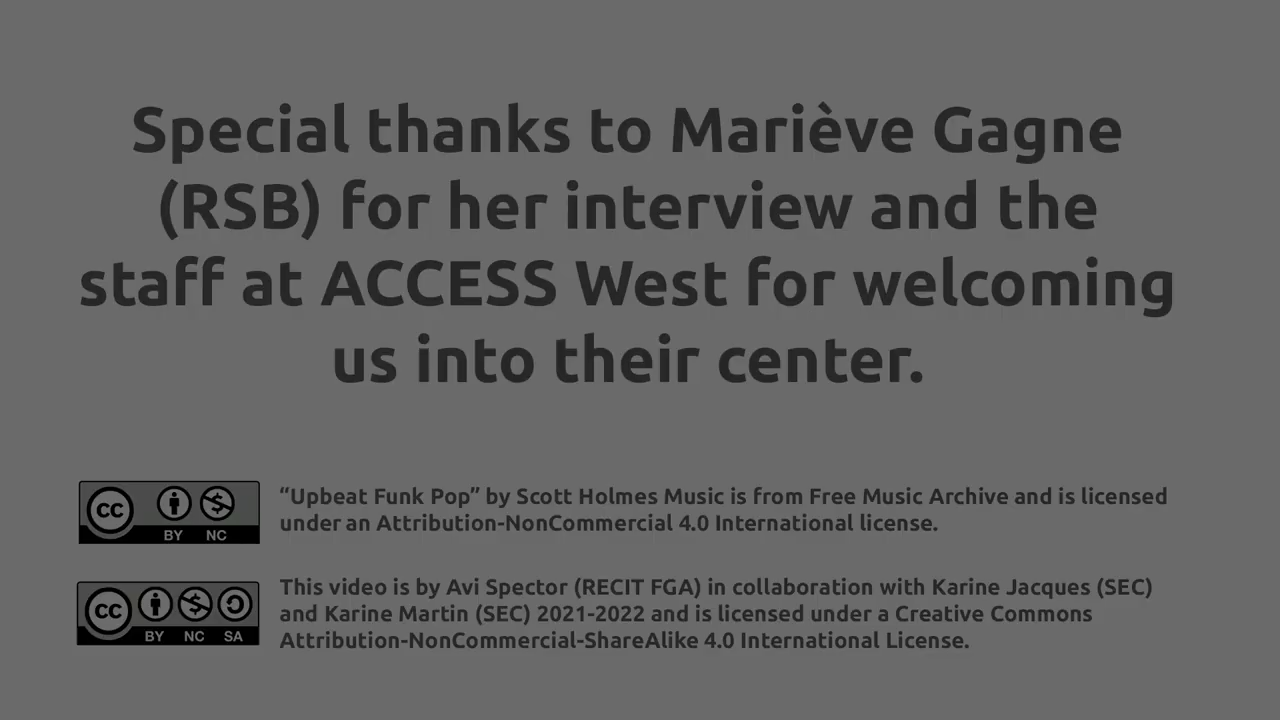 Special thanks to Mariève Gagne
(RSB) for her interview and the
staff at ACCESS West for welcoming
us into their center.
CC BY NC
“Upbeat Funk Pop” by Scott Holmes Music is from Free Music Archive and is licensed
under an Attribution-NonCommercial 4.0 International license.
CC BY NC SA
This video is by Avi Spector (RECIT FGA) in collaboration with Karine Jacques (SEC)
and Karine Martin (SEC) 2021-2022 and is licensed under a Creative Commons
Attribution-NonCommercial-ShareAlike 4.0 International License.